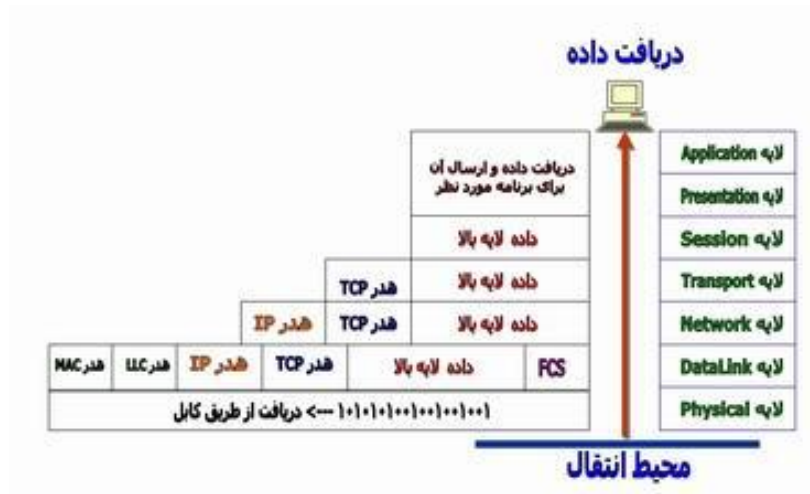 دریافت داده
لایه Application
دریافت داده و ارسال آن
برای برنامه مورد نظر
لایه Presentation
لایه Session
داده لایه بالا
لایه Transport
داده لایه بالا
هدر TCP
لایه Network
داده لایه بالا
هدر TCP
هدر IP
لایه DataLink
FCS
داده لایه بالا
هدر TCP
هدر IP
هدر LLC
هدر MAC
لایه Physical
۱۰۱۰۱۰۱۰۰۱۰۰۱۰۰۱۰۰۱ ---> دریافت از طریق کابل
محیط انتقال